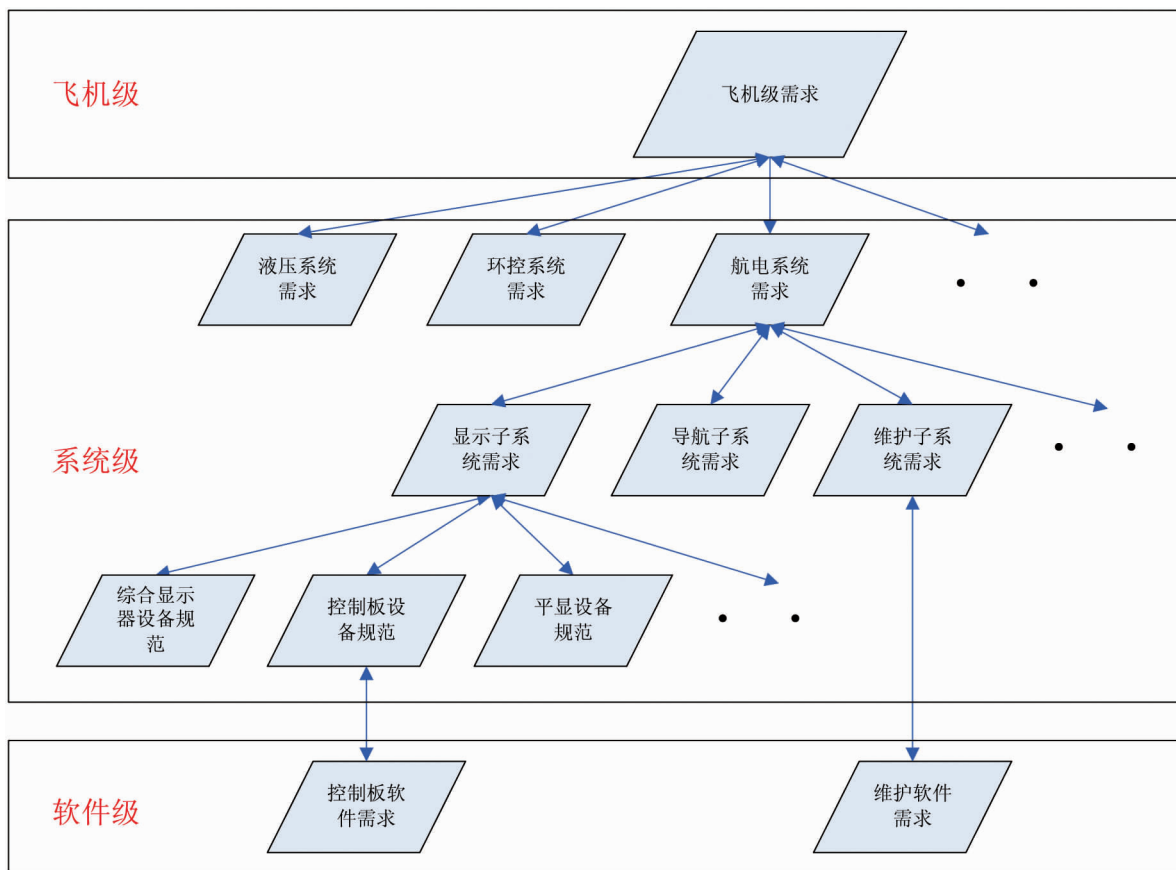 飞机级
飞机级需求
液压系统
需求
环控系统
需求
航电系统
需求
系统级
显示子系
统需求
导航子系
统需求
维护子系
统需求
综合显示
器设备规
范
控制板设
备规范
平显设备
规范
软件级
控制板软
件需求
维护软件
需求